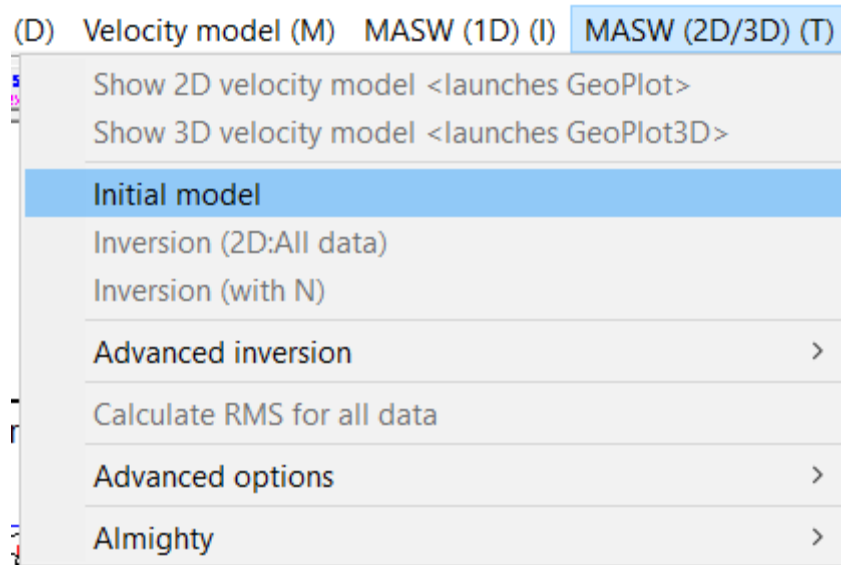 (D) Velocity model (M) MASW (1D) (I) MASW (2D/3D) (T)
Show 2D velocity model <launches GeoPlot>
Show 3D velocity model <launches GeoPlot3D>
Initial model
Inversion (2D:All data)
Inversion (with N)
Advanced inversion
Calculate RMS for all data
Advanced options
Almighty